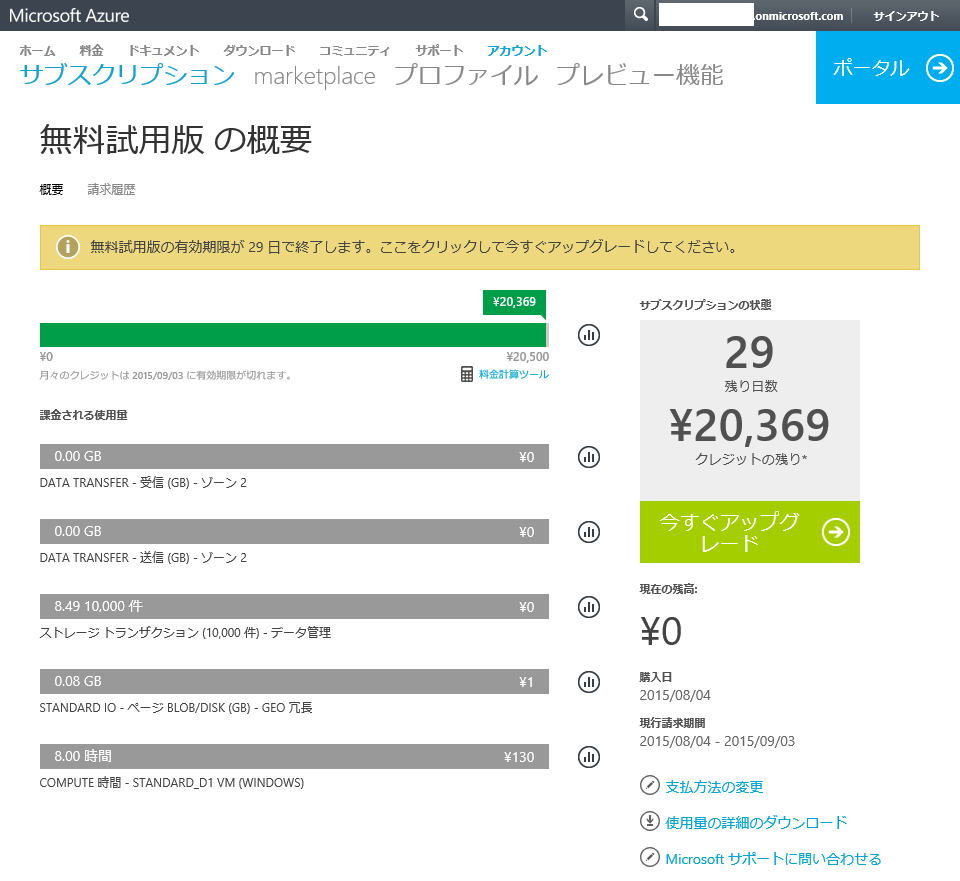 Microsoft Azure
.onmicrosoft.com
サインアウト
ホーム 料金 ドキュメント ダウンロード コミュニティ サポート アカウント
サブスクリプション marketplace プロファイル プレビュー機能
ポータル
無料試用版 の概要
概要 請求履歴
無料試用版の有効期限が 29 日で終了します。ここをクリックして今すぐアップグレードしてください。
¥20,369
¥0 ¥20,500
月々のクレジットは 2015/09/03 に有効期限が切れます。
料金計算ツール
課金される使用量
0.00 GB ¥0
DATA TRANSFER - 受信 (GB) - ゾーン 2
0.00 GB ¥0
DATA TRANSFER - 送信 (GB) - ゾーン 2
8.49 10,000 件 ¥0
ストレージ トランザクション (10,000 件) - データ管理
0.08 GB ¥1
STANDARD IO - ページ BLOB/DISK (GB) - GEO 冗長
8.00 時間 ¥130
COMPUTE 時間 - STANDARD_D1 VM (WINDOWS)
サブスクリプションの状態
29
残り日数
¥20,369
クレジットの残り*
今すぐアップグ
レード
現在の残高:
¥0
購入日
2015/08/04
現行請求期間
2015/08/04 - 2015/09/03
支払方法の変更
使用量の詳細のダウンロード
Microsoft サポートに問い合わせる